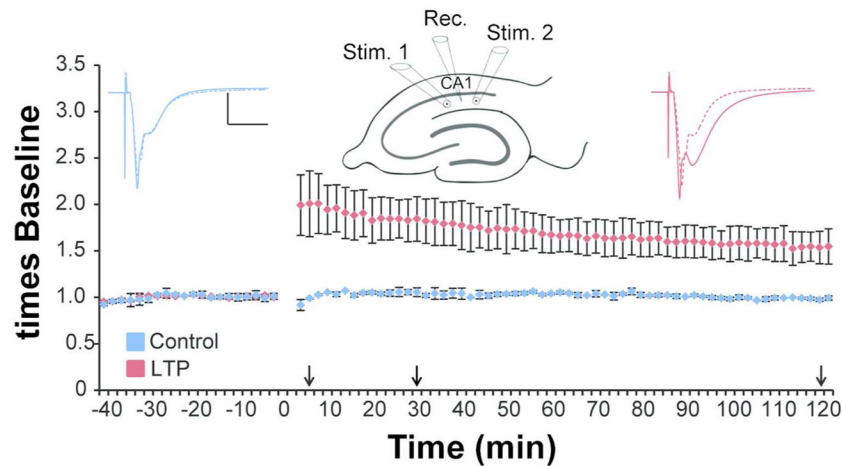 Rec.
Stim. 1
Stim. 2
CA1
times Baseline
3.5
3.0
2.5
2.0
1.5
1.0
0.5
0
Control
LTP
-40 -30 -20 -10 0 10 20 30 40 50 60 70 80 90 100 110 120
Time (min)